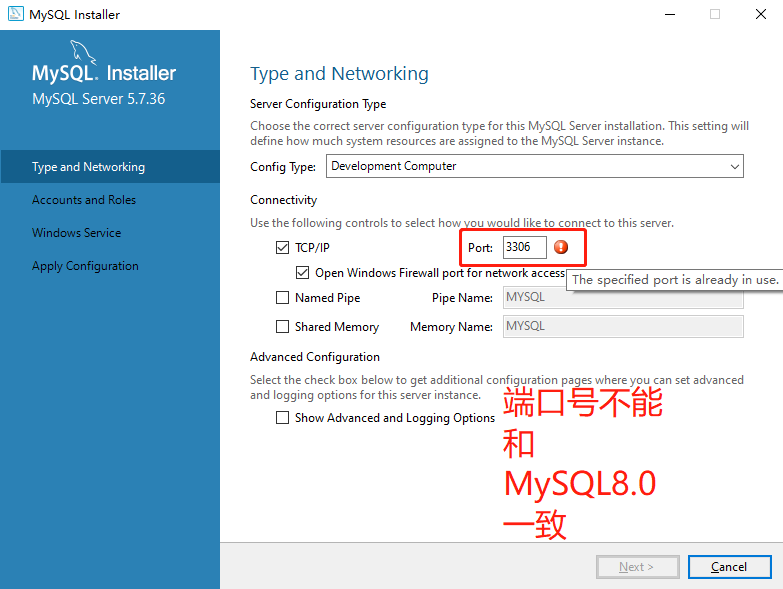 MySQL Installer
MySQL. Installer
MySQL Server 5.7.36
Type and Networking
Accounts and Roles
Windows Service
Apply Configuration
Type and Networking
Server Configuration Type
Choose the correct server configuration type for this MySQL Server installation. This setting will
define how much system resources are assigned to the MySQL Server instance.
Config Type: Development Computer
Connectivity
Use the following controls to select how you would like to connect to this server.
TCP/IP Port: 3306
Open Windows Firewall port for network access
The specified port is already in use.
Named Pipe Pipe Name: MYSQL
Shared Memory Memory Name: MYSQL
Advanced Configuration
Select the check box below to get additional configuration pages where you can set advanced
and logging options for this server instance.
Show Advanced and Logging Options
端口号不能
和
MySQL8.0
一致
Next > Cancel